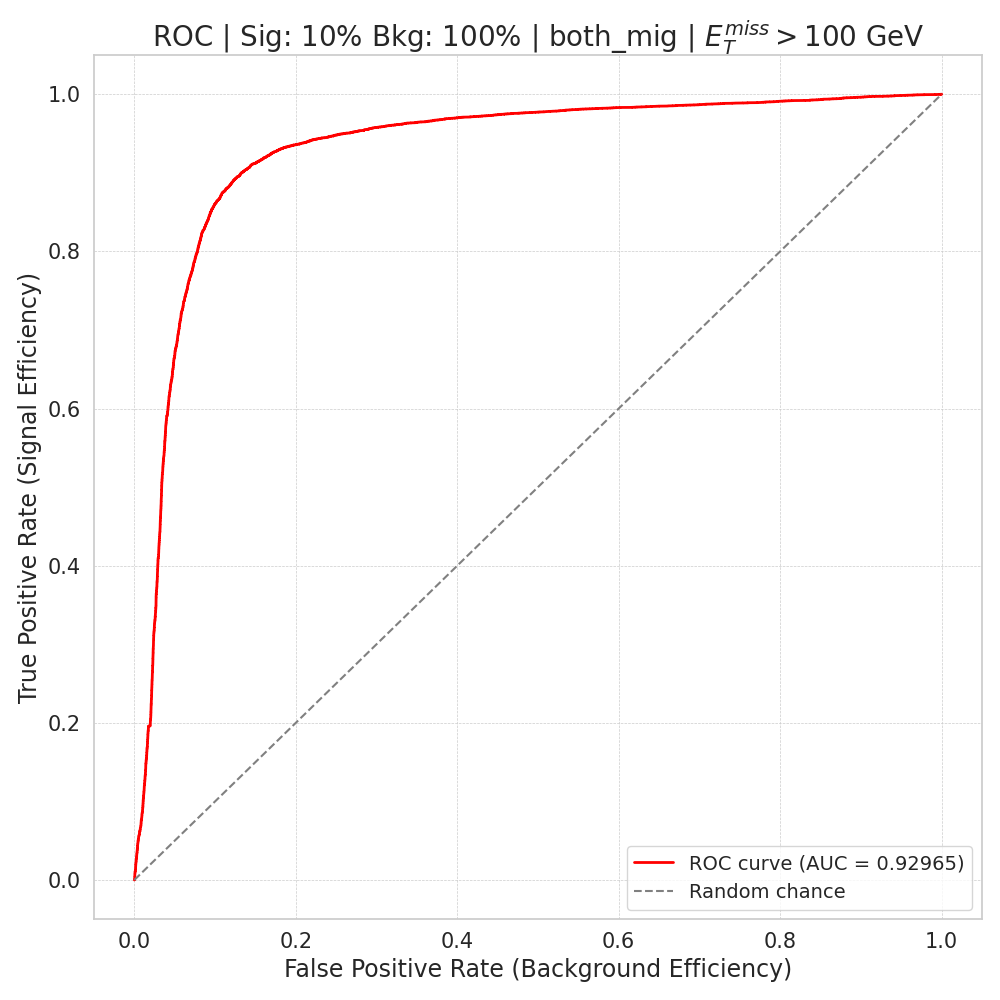 ROC | Sig: 10% Bkg: 100% | both_mig | $E_T^{miss} > 100$ GeV
1.0
0.8
0.6
0.4
0.2
0.0
True Positive Rate (Signal Efficiency)
ROC curve (AUC = 0.92965)
Random chance
0.0 0.2 0.4 0.6 0.8 1.0
False Positive Rate (Background Efficiency)